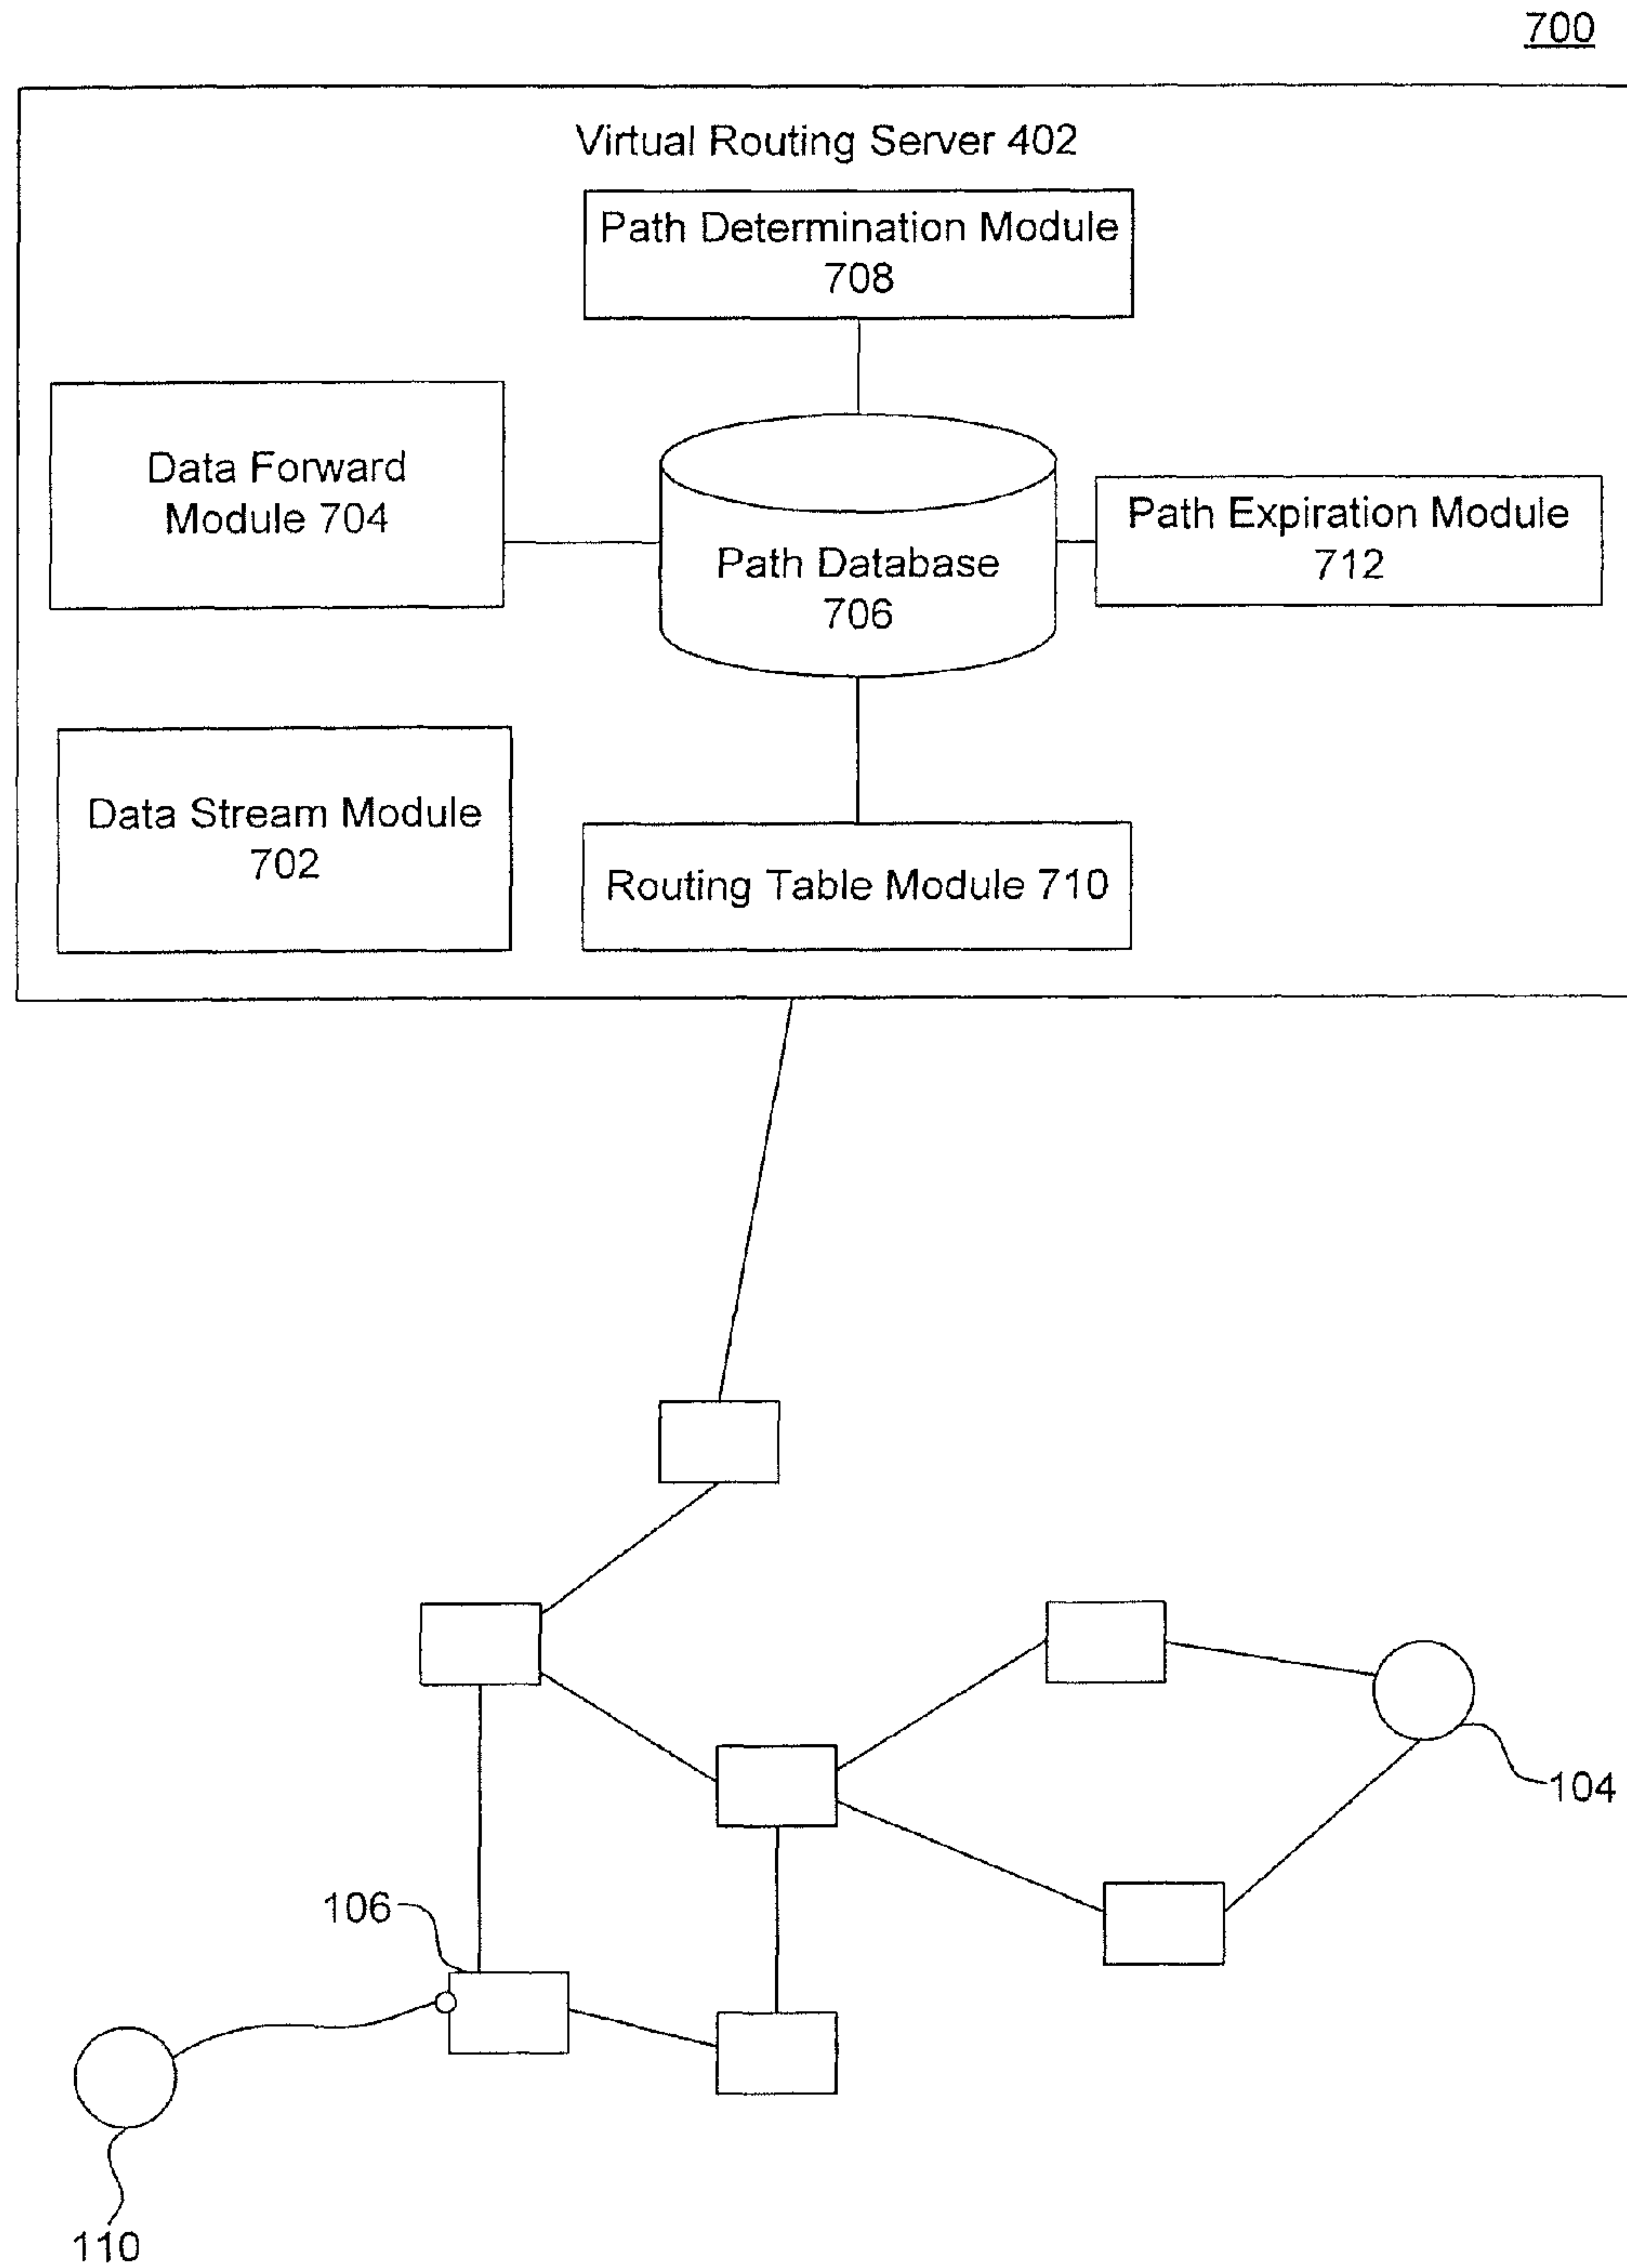 700
Virtual Routing Server 402
Path Determination Module
708
Data Forward
Module 704
Path Expiration Module
712
Path Database
706
Data Stream Module
702
Routing Table Module 710
104
106
110